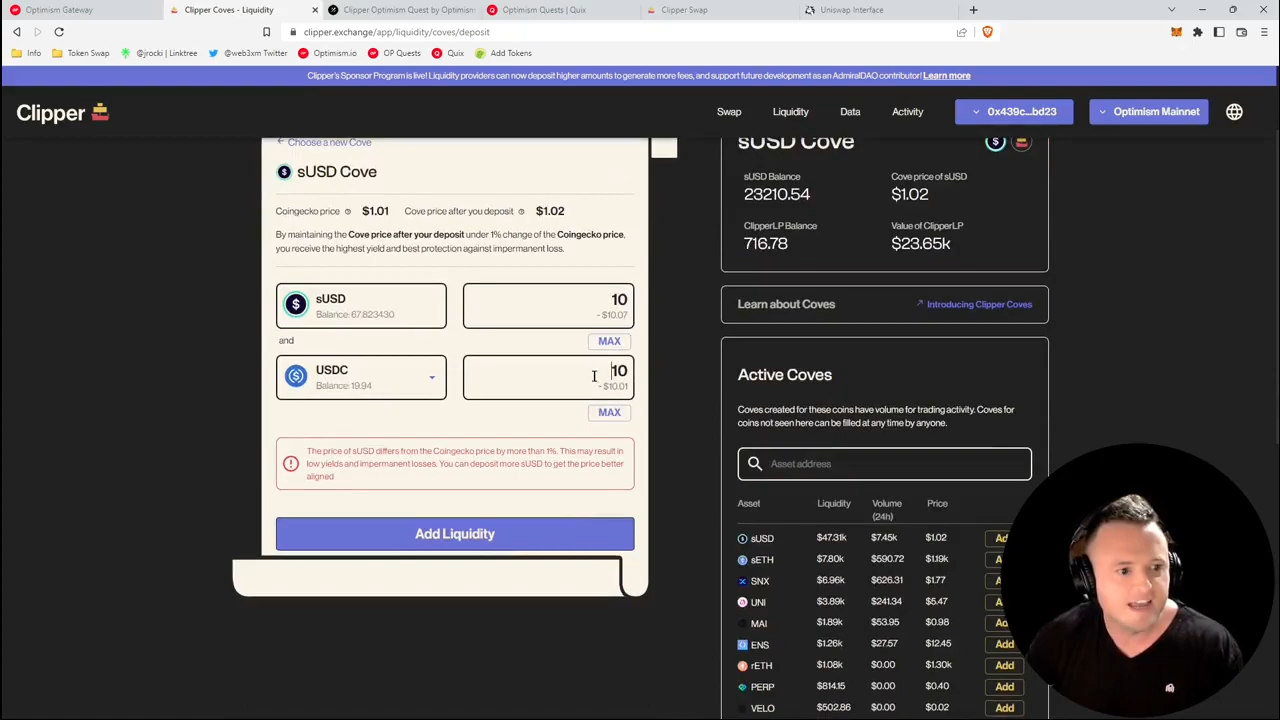 Optimism Gateway
Clipper Coves - Liquidity
Clipper Optimism Quest by Optimism
Optimism Quests | Quix
Clipper Swap
Uniswap Interface
clipper.exchange/app/liquidity/coves/deposit
Info
Token Swap
@jrocki | Linktree
@web3xm Twitter
Optimism.io
OP Quests
Quix
Add Tokens
Clipper's Sponsor Program is live! Liquidity providers can now deposit higher amounts to generate more fees, and support future development as an AdmiralDAO contributor! Learn more
Clipper
Swap
Liquidity
Data
Activity
0x439c...bd23
Optimism Mainnet
← Choose a new Cove
sUSD Cove
Coingecko price $1.01 Cove price after you deposit $1.02
By maintaining the Cove price after your deposit under 1% change of the Coingecko price,
you receive the highest yield and best protection against impermanent loss.
sUSD
Balance: 67.823430
10
~ $10.07
and
MAX
USDC
Balance: 19.94
10
~ $10.01
MAX
The price of sUSD differs from the Coingecko price by more than 1%. This may result in
low yields and impermanent losses. You can deposit more sUSD to get the price better
aligned
Add Liquidity
sUSD Cove
sUSD Balance
23210.54
Cove price of sUSD
$1.02
ClipperLP Balance
716.78
Value of ClipperLP
$23.65k
Learn about Coves
Introducing Clipper Coves
Active Coves
Coves created for these coins have volume for trading activity. Coves for
coins not seen here can be filled at any time by anyone.
Asset address
Asset Liquidity Volume (24h) Price
sUSD $47.31k $7.45k $1.02 Ad
sETH $7.80k $590.72 $1.19k A
SNX $6.96k $626.31 $1.77 A
UNI $3.89k $241.34 $5.47 A
MAI $1.89k $53.95 $0.98 A
ENS $1.26k $27.57 $12.45 Add
rETH $1.08k $0.00 $1.30k Add
PERP $814.15 $0.00 $0.40 Add
VELO $502.86 $0.00 $0.02 Add